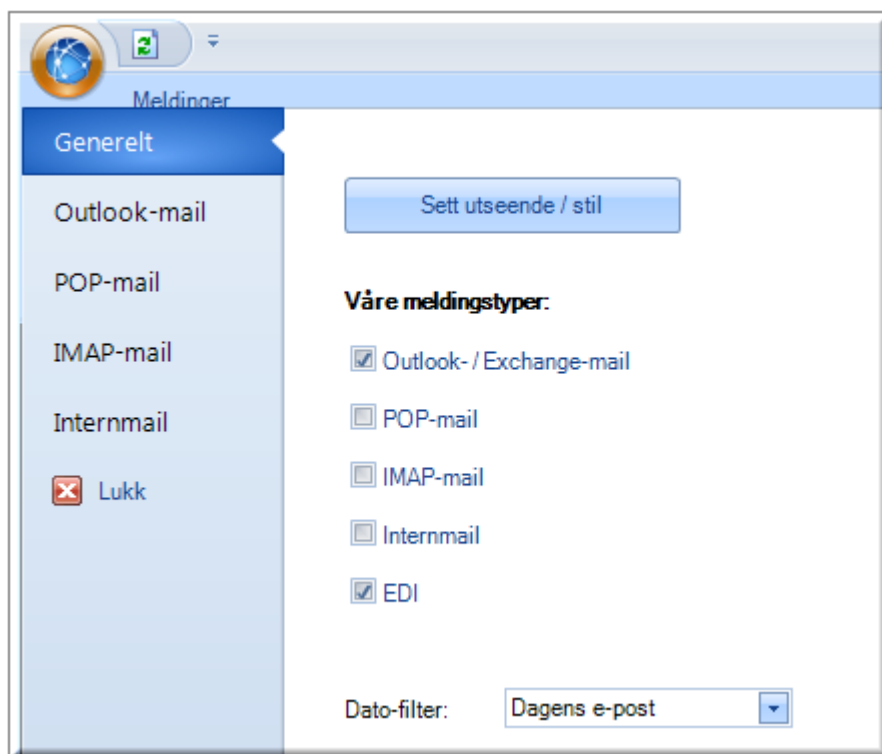 Meldinger
Generelt
Outlook-mail
POP-mail
IMAP-mail
Internmail
Lukk
Sett utseende / stil
Våre meldingstyper:
Outlook- / Exchange-mail
POP-mail
IMAP-mail
Internmail
EDI
Dato-filter: Dagens e-post